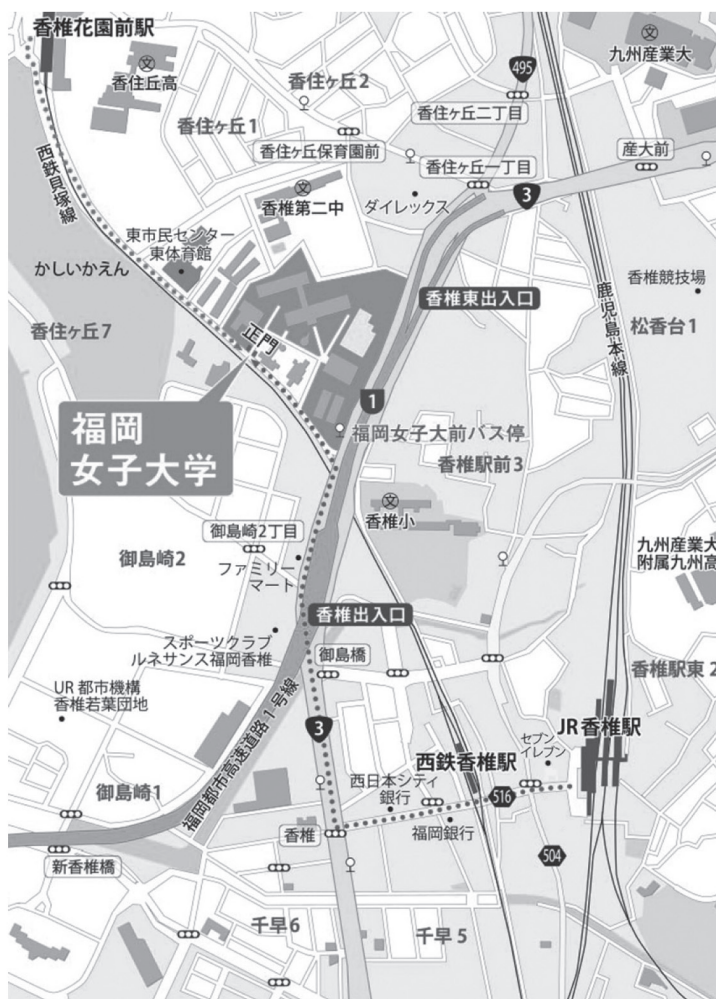 香椎花園前駅
文
香住丘高
香住ヶ丘2
495
文
九州産業大
香住ヶ丘二丁目
香住ヶ丘1
香住ヶ丘保育園前
香住ヶ丘一丁目
産大前
西鉄貝塚線
文
香椎第二中
ダイレックス
3
東市民センター
東体育館
かしいかえん
香椎東出入口
鹿児島本線
香椎競技場
松香台1
香住ヶ丘7
正門
1
福岡
女子大学
福岡女子大前バス停
香椎駅前3
文
香椎小
御島崎2丁目
御島崎2
ファミリー
マート
九州産業大
附属九州高
香椎出入口
スポーツクラブ
ルネサンス福岡香椎
御島橋
香椎駅東2
UR都市機構
香椎若葉団地
福岡都市高速道路1号線
3
JR香椎駅
セブン
イレブン
西鉄香椎駅
西日本シティ
銀行
516
御島崎1
香椎
福岡銀行
新香椎橋
504
千早6
千早5